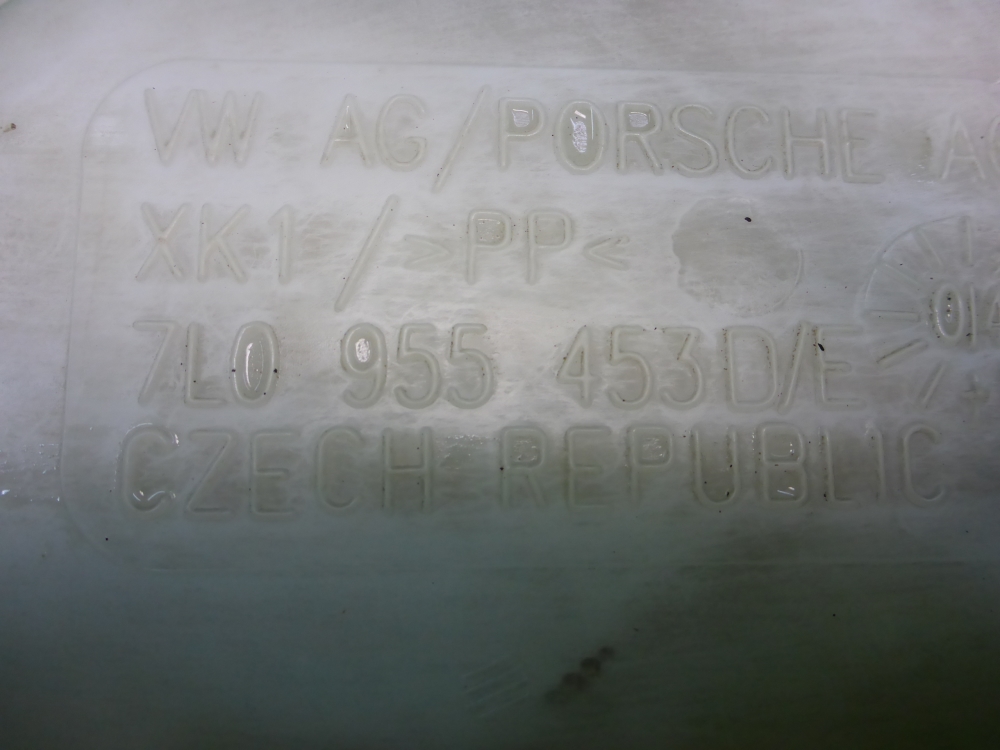 VW AG/PORSCHE AG
XK1 / >PP<
7L0 955 453D/E
CZECH REPUBLIC